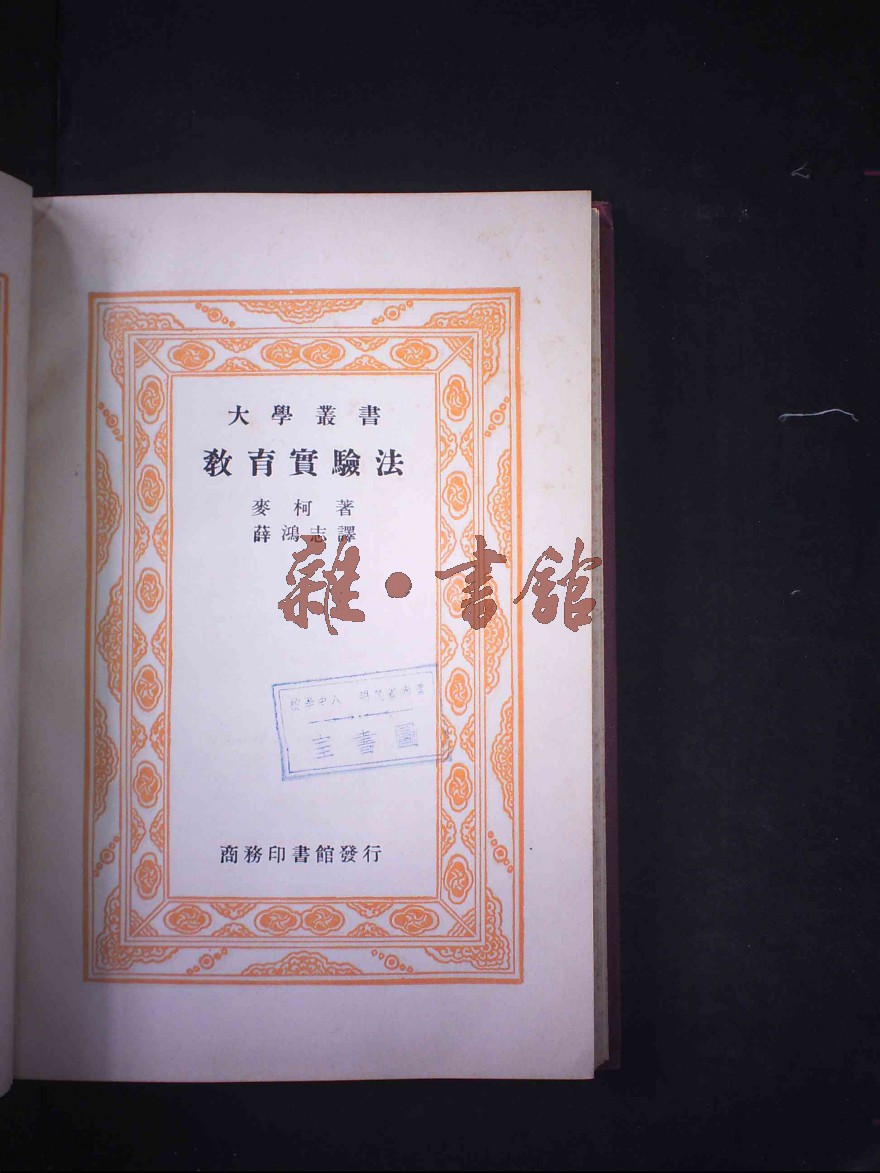 大學叢書
教育實驗法
麥柯著
薛鴻志譯
雜·書館
圖書室
商務印書館發行